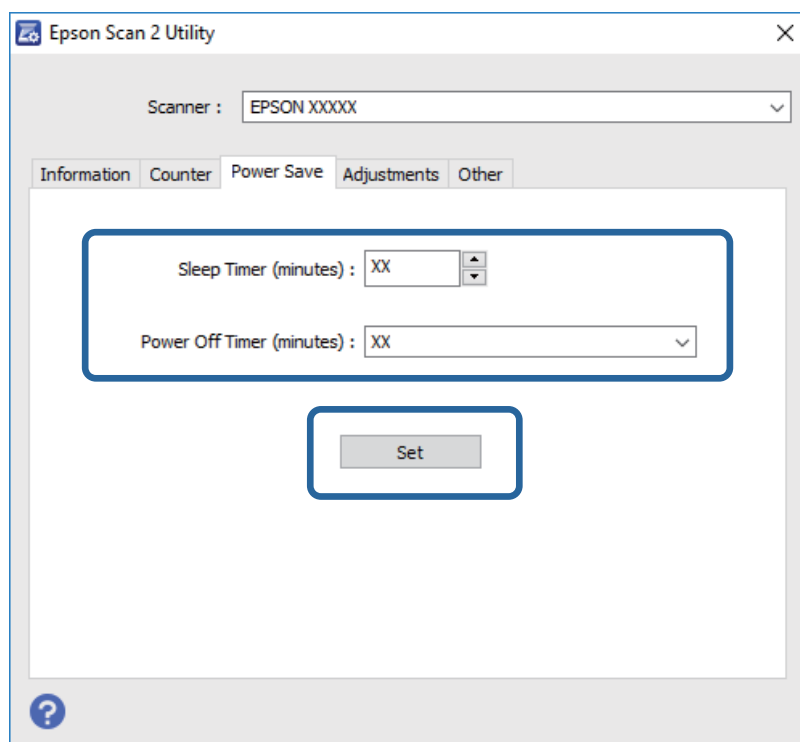 Epson Scan 2 Utility
Scanner : EPSON XXXXX
Information Counter Power Save Adjustments Other
Sleep Timer (minutes) : XX
Power Off Timer (minutes) : XX
Set
?